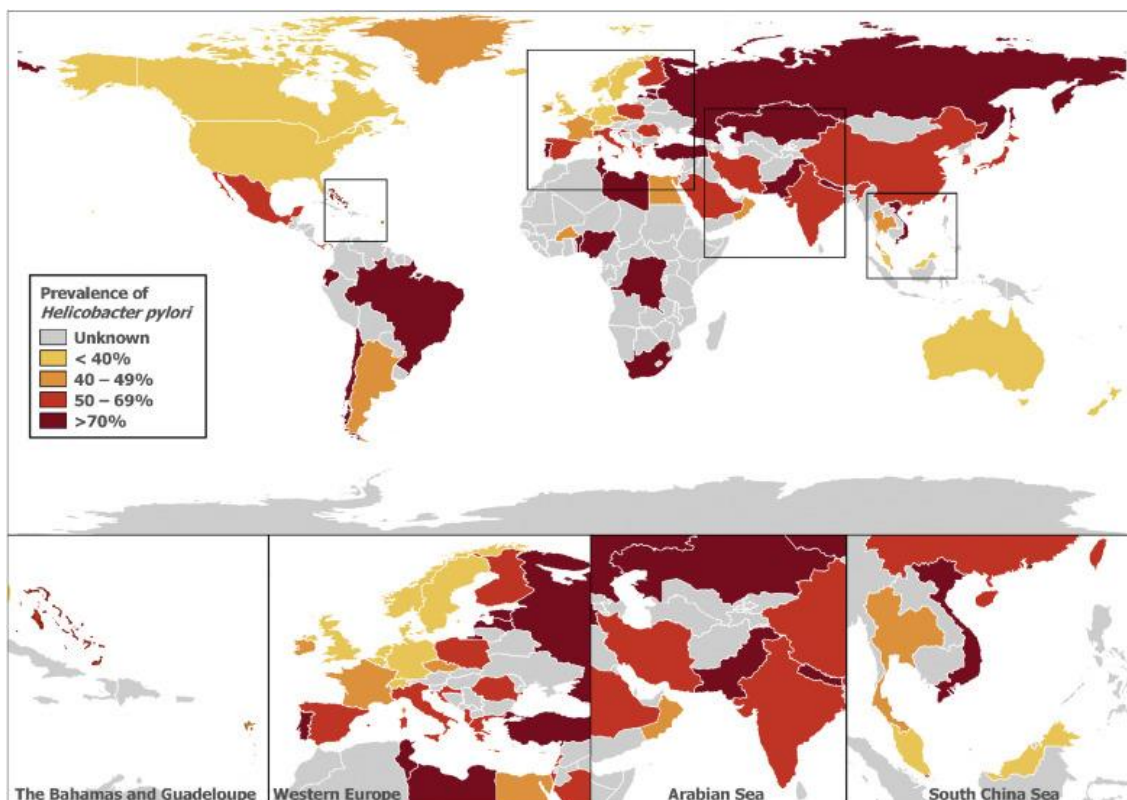 Prevalence of
Helicobacter pylori
Unknown
< 40%
40 – 49%
50 – 69%
>70%
The Bahamas and Guadeloupe
Western Europe
Arabian Sea
South China Sea